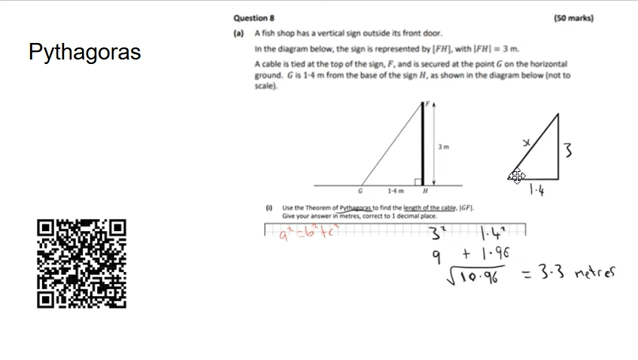 Pythagoras
Question 8 (50 marks)
(a) A fish shop has a vertical sign outside its front door.
In the diagram below, the sign is represented by [FH], with |FH| = 3 m.
A cable is tied at the top of the sign, F, and is secured at the point G on the horizontal
ground. G is 1·4 m from the base of the sign H, as shown in the diagram below (not to
scale).
F
3 m
G 1·4 m H
x
3
1.4
(i) Use the Theorem of Pythagoras to find the length of the cable, |GF|.
Give your answer in metres, correct to 1 decimal place.
a² = b² + c² 3² 1.4²
9 + 1.96
√10.96 = 3.3 metres